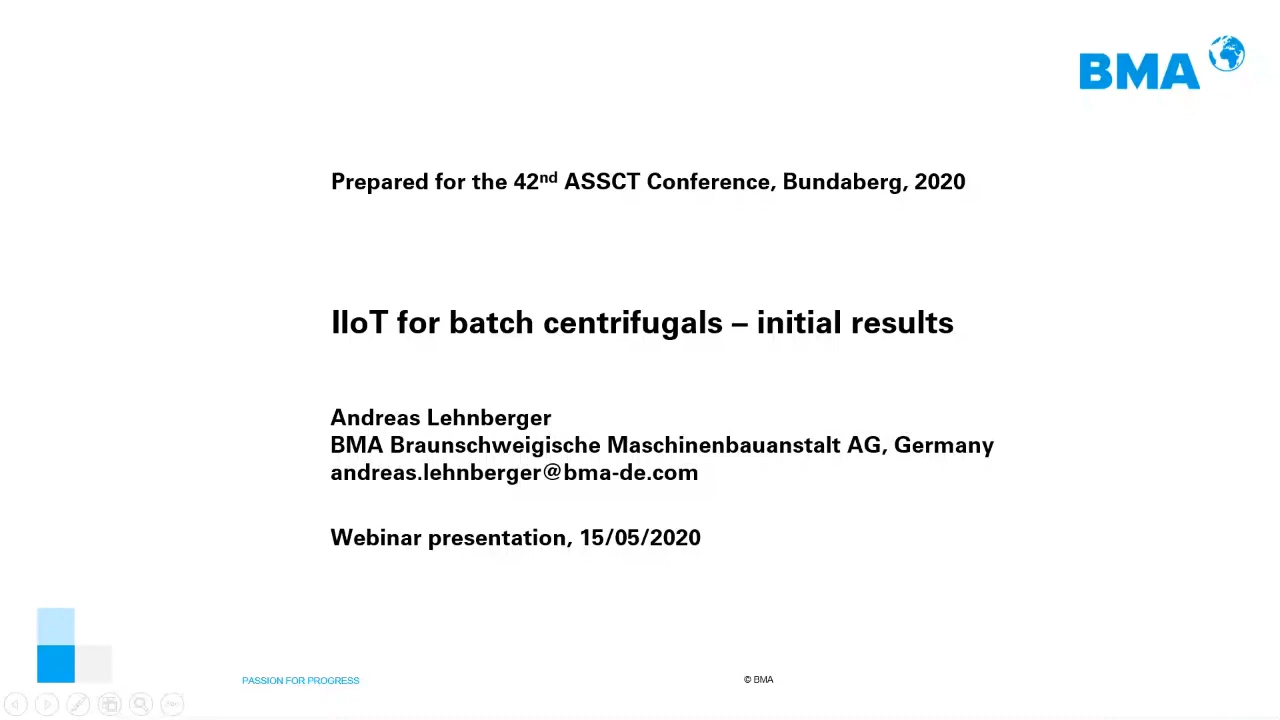 BMA
Prepared for the 42nd ASSCT Conference, Bundaberg, 2020
IIoT for batch centrifugals – initial results
Andreas Lehnberger
BMA Braunschweigische Maschinenbauanstalt AG, Germany
andreas.lehnberger@bma-de.com
Webinar presentation, 15/05/2020
PASSION FOR PROGRESS
© BMA